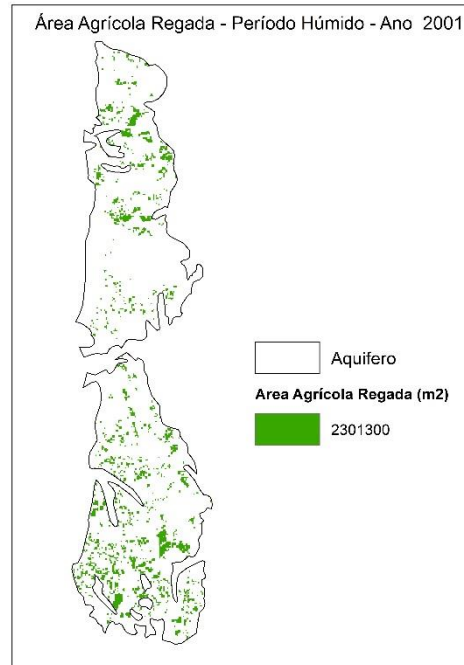 Área Agrícola Regada - Período Húmido - Ano 2001
Aquifero
Area Agrícola Regada (m2)
2301300